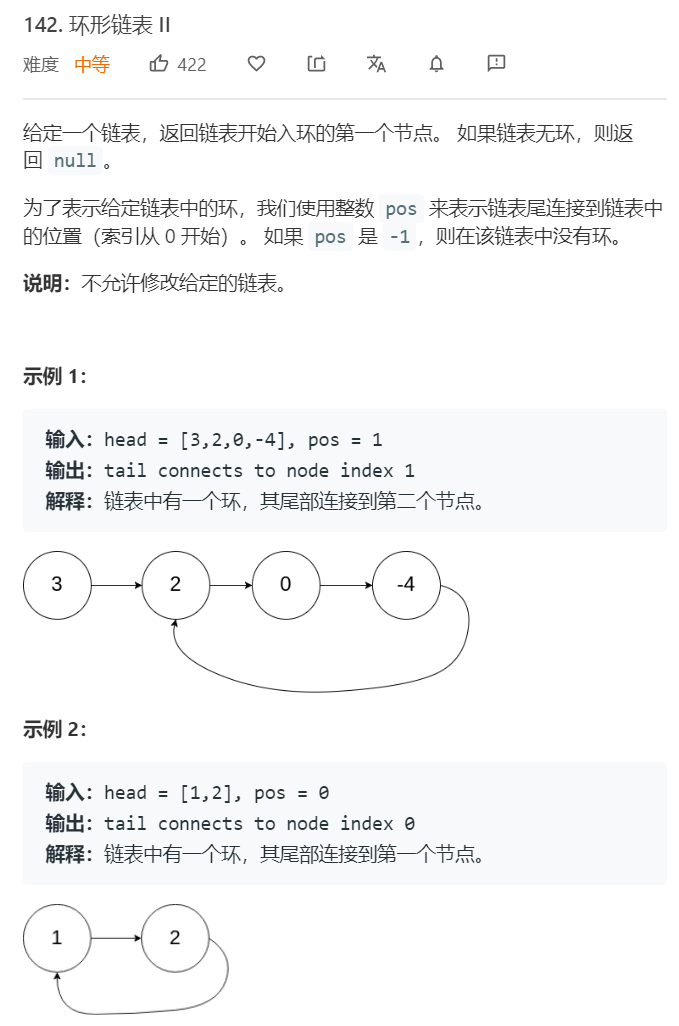 142. 环形链表 II
难度 中等 422
给定一个链表，返回链表开始入环的第一个节点。 如果链表无环，则返
回 null。
为了表示给定链表中的环，我们使用整数 pos 来表示链表尾连接到链表中
的位置（索引从 0 开始）。 如果 pos 是 -1，则在该链表中没有环。
说明：不允许修改给定的链表。
示例 1：
输入：head = [3,2,0,-4], pos = 1
输出：tail connects to node index 1
解释：链表中有一个环，其尾部连接到第二个节点。
3 2 0 -4
示例 2：
输入：head = [1,2], pos = 0
输出：tail connects to node index 0
解释：链表中有一个环，其尾部连接到第一个节点。
1 2